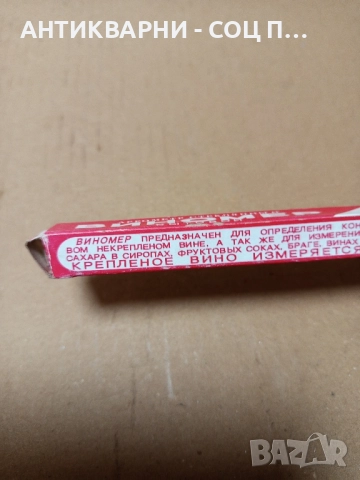 АНТИКВАРНИ - СОЦ П...
ВИНОМЕР ПРЕДНАЗНАЧЕН ДЛЯ ОПРЕДЕЛЕНИЯ КОН
ВОМ НЕКРЕПЛЕНОМ ВИНЕ, А ТАК ЖЕ ДЛЯ ИЗМЕРЕНИ
САХАРА В СИРОПАХ, ФРУКТОВЫХ СОКАХ, БРАГЕ, ВИНАХ
КРЕПЛЕНОЕ ВИНО ИЗМЕРЯЕТСЯ
BAZAR